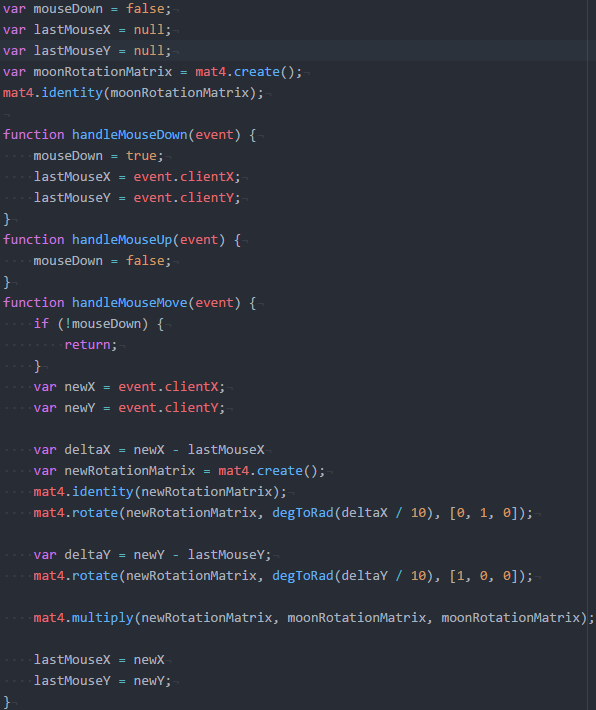 var mouseDown = false;
var lastMouseX = null;
var lastMouseY = null;
var moonRotationMatrix = mat4.create();
mat4.identity(moonRotationMatrix);
function handleMouseDown(event) {
    mouseDown = true;
    lastMouseX = event.clientX;
    lastMouseY = event.clientY;
}
function handleMouseUp(event) {
    mouseDown = false;
}
function handleMouseMove(event) {
    if (!mouseDown) {
        return;
    }
    var newX = event.clientX;
    var newY = event.clientY;
    var deltaX = newX - lastMouseX
    var newRotationMatrix = mat4.create();
    mat4.identity(newRotationMatrix);
    mat4.rotate(newRotationMatrix, degToRad(deltaX / 10), [0, 1, 0]);
    var deltaY = newY - lastMouseY;
    mat4.rotate(newRotationMatrix, degToRad(deltaY / 10), [1, 0, 0]);
    mat4.multiply(newRotationMatrix, moonRotationMatrix, moonRotationMatrix);
    lastMouseX = newX
    lastMouseY = newY;
}